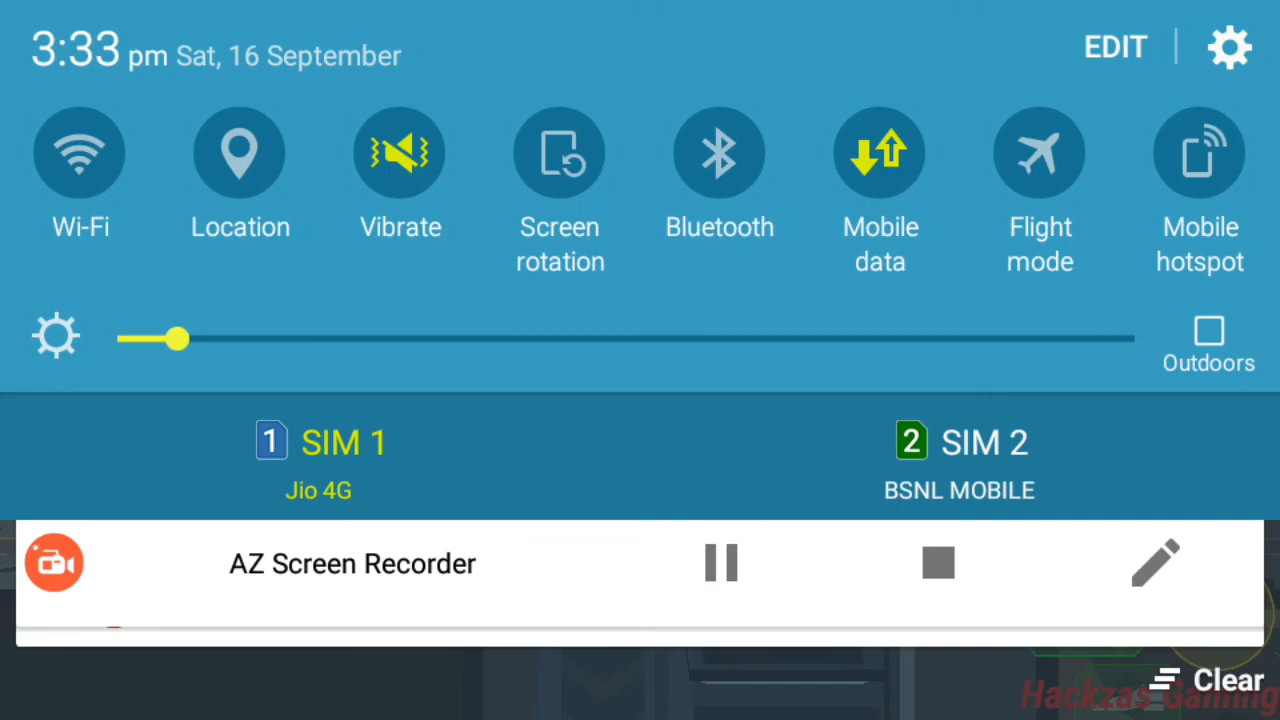 3:33 pm Sat, 16 September
EDIT
Wi-Fi
Location
Vibrate
Screen
rotation
Bluetooth
Mobile
data
Flight
mode
Mobile
hotspot
Outdoors
1 SIM 1
Jio 4G
2 SIM 2
BSNL MOBILE
AZ Screen Recorder
Clear
Hackzas Gaming